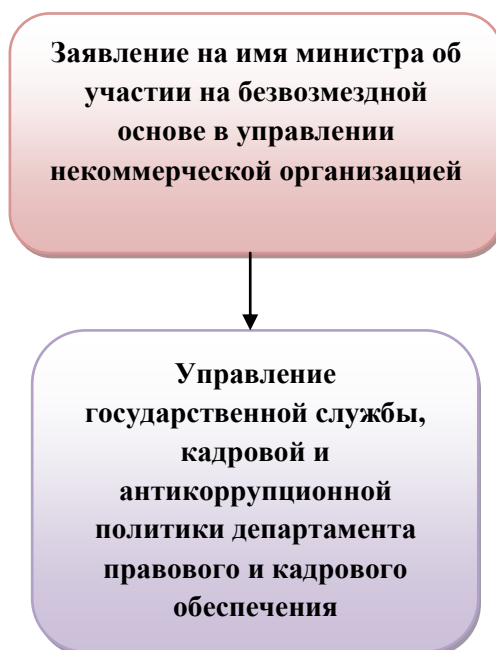 Заявление на имя министра об
участии на безвозмездной
основе в управлении
некоммерческой организацией
Управление
государственной службы,
кадровой и
антикоррупционной
политики департамента
правового и кадрового
обеспечения